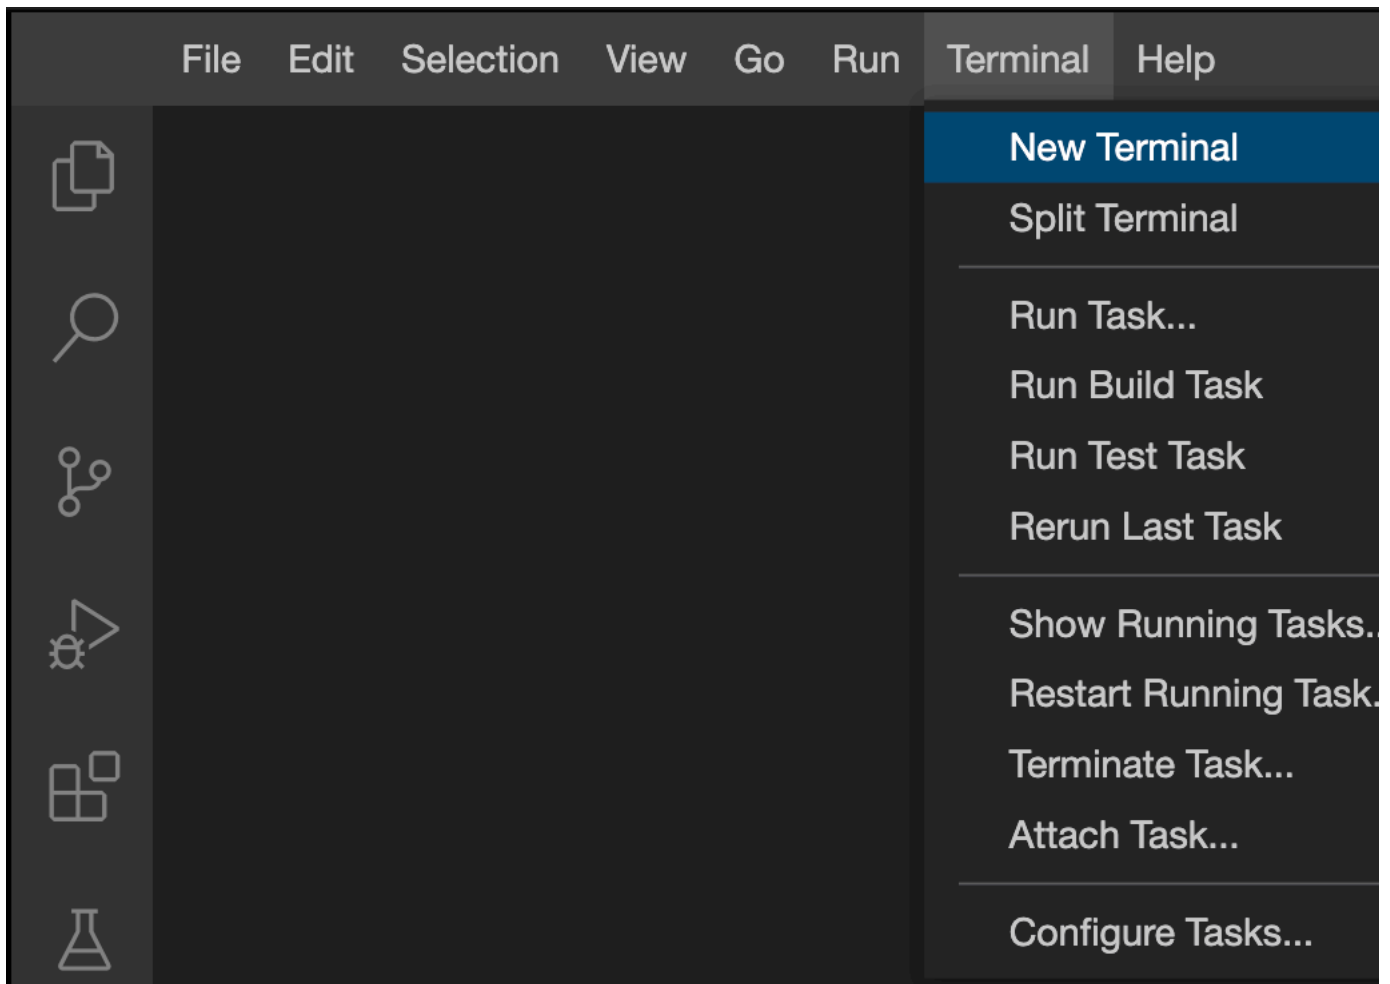 File Edit Selection View Go Run Terminal Help
New Terminal
Split Terminal
Run Task...
Run Build Task
Run Test Task
Rerun Last Task
Show Running Tasks..
Restart Running Task.
Terminate Task...
Attach Task...
Configure Tasks...